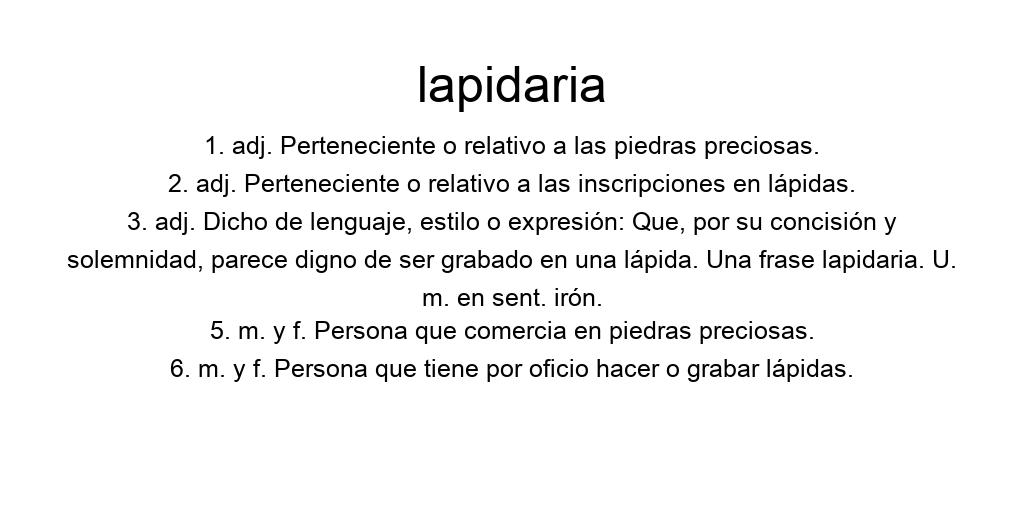 lapidaria
1. adj. Perteneciente o relativo a las piedras preciosas.
2. adj. Perteneciente o relativo a las inscripciones en lápidas.
3. adj. Dicho de lenguaje, estilo o expresión: Que, por su concisión y
solemnidad, parece digno de ser grabado en una lápida. Una frase lapidaria. U.
m. en sent. irón.
5. m. y f. Persona que comercia en piedras preciosas.
6. m. y f. Persona que tiene por oficio hacer o grabar lápidas.